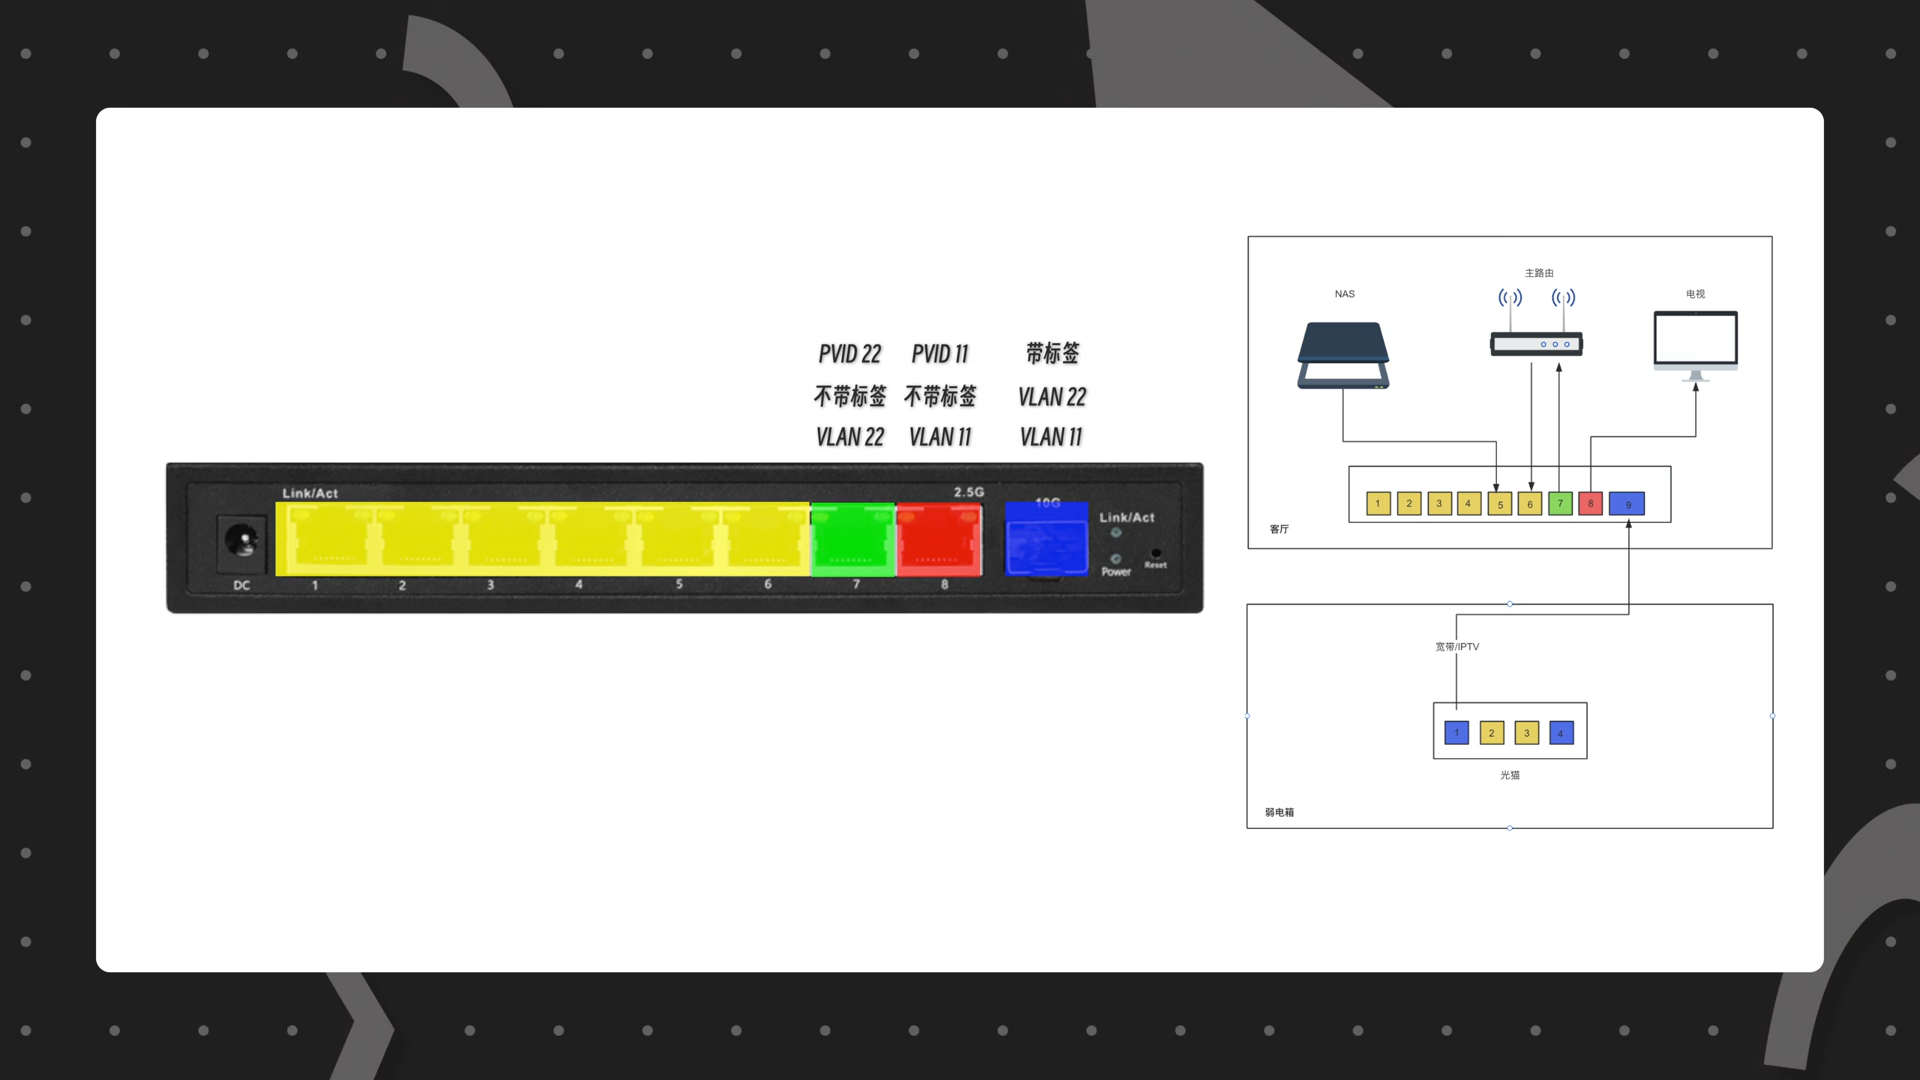 PVID 22 PVID 11 带标签
不带标签 不带标签 VLAN 22
VLAN 22 VLAN 11 VLAN 11
Link/Act 2.5G
10G
Link/Act
DC 1 2 3 4 5 6 7 8
Power Reset
主路由
NAS
电视
1 2 3 4 5 6 7 8 9
客厅
宽带/IPTV
1 2 3 4
光猫
弱电箱